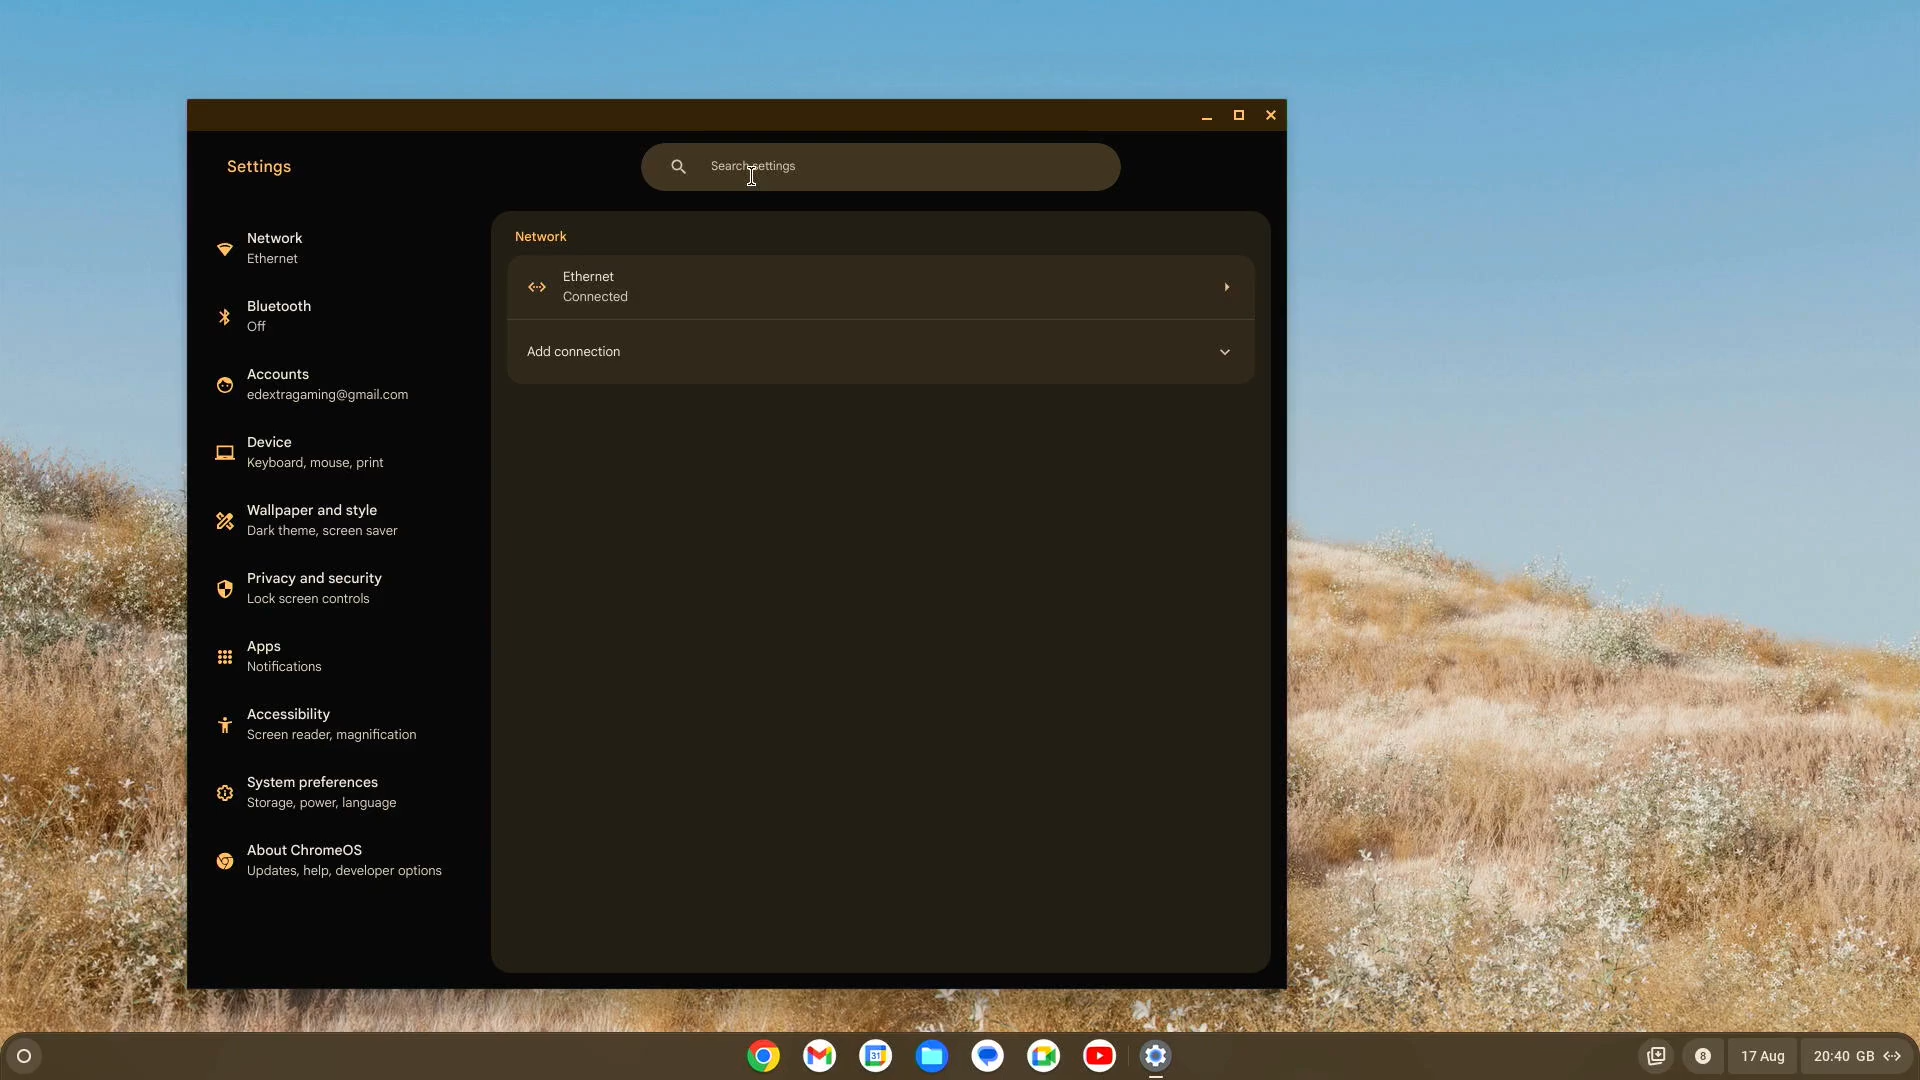 Settings
Search settings
Network
Ethernet
Bluetooth
Off
Accounts
edextragaming@gmail.com
Device
Keyboard, mouse, print
Wallpaper and style
Dark theme, screen saver
Privacy and security
Lock screen controls
Apps
Notifications
Accessibility
Screen reader, magnification
System preferences
Storage, power, language
About ChromeOS
Updates, help, developer options
Network
Ethernet
Connected
Add connection
31
8
17 Aug
20:40 GB